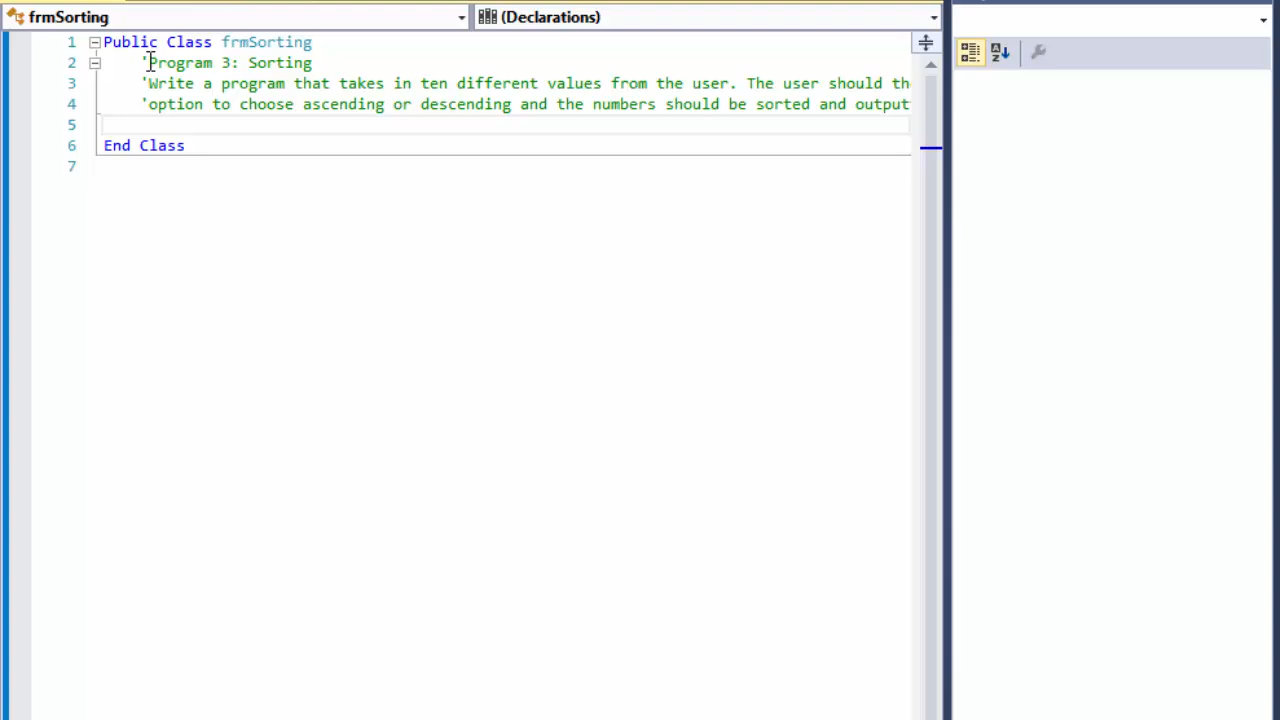 frmSorting
(Declarations)
1 Public Class frmSorting
2 'Program 3: Sorting
3 'Write a program that takes in ten different values from the user. The user should the
4 'option to choose ascending or descending and the numbers should be sorted and output
5
6 End Class
7